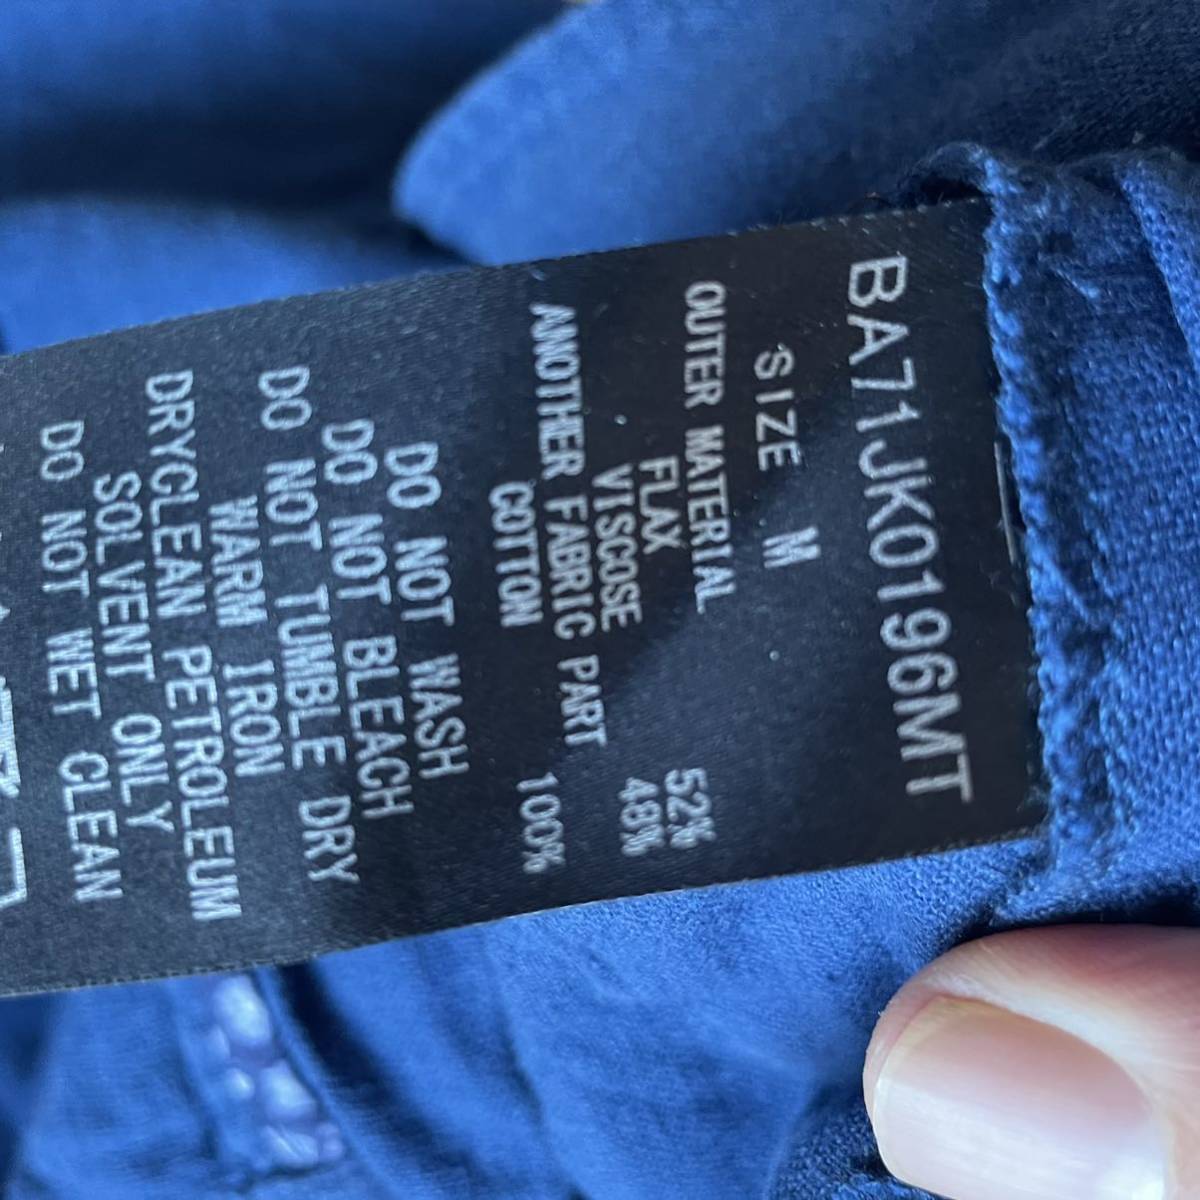 BA71JK0196MT
SIZE M
OUTER MATERIAL
FLAX 52%
VISCOSE 48%
ANOTHER FABRIC PART
COTTON 100%
DO NOT WASH
DO NOT BLEACH
DO NOT TUMBLE DRY
WARM IRON
DRYCLEAN PETROLEUM
SOLVENT ONLY
DO NOT WET CLEAN